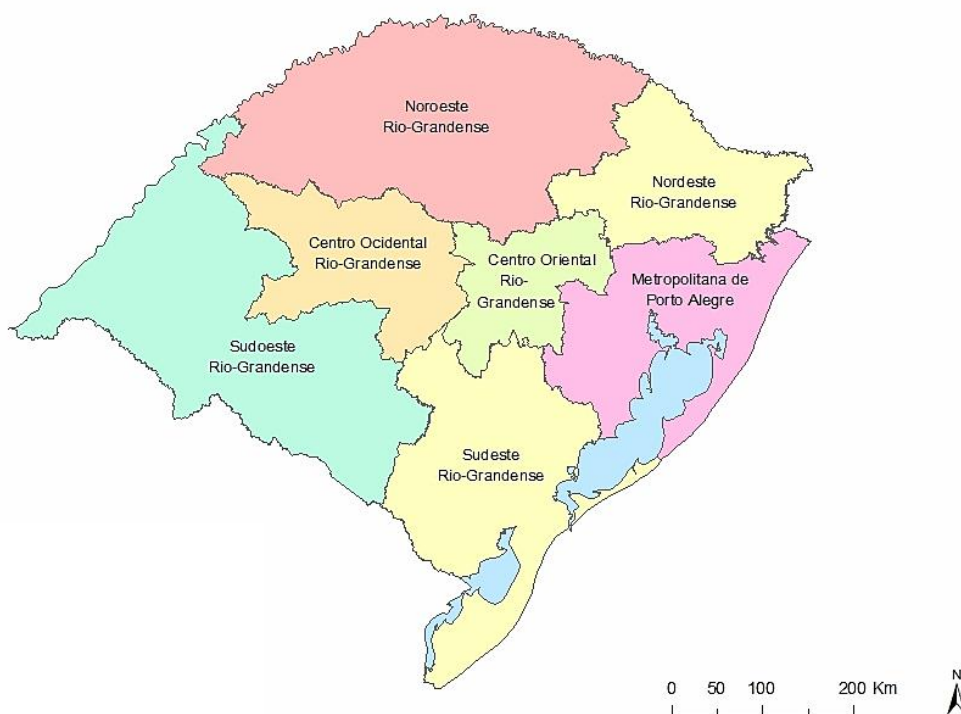 Noroeste
Rio-Grandense
Nordeste
Rio-Grandense
Centro Ocidental
Rio-Grandense
Centro Oriental
Rio-
Grandense
Metropolitana de
Porto Alegre
Sudoeste
Rio-Grandense
Sudeste
Rio-Grandense
0 50 100 200 Km
N